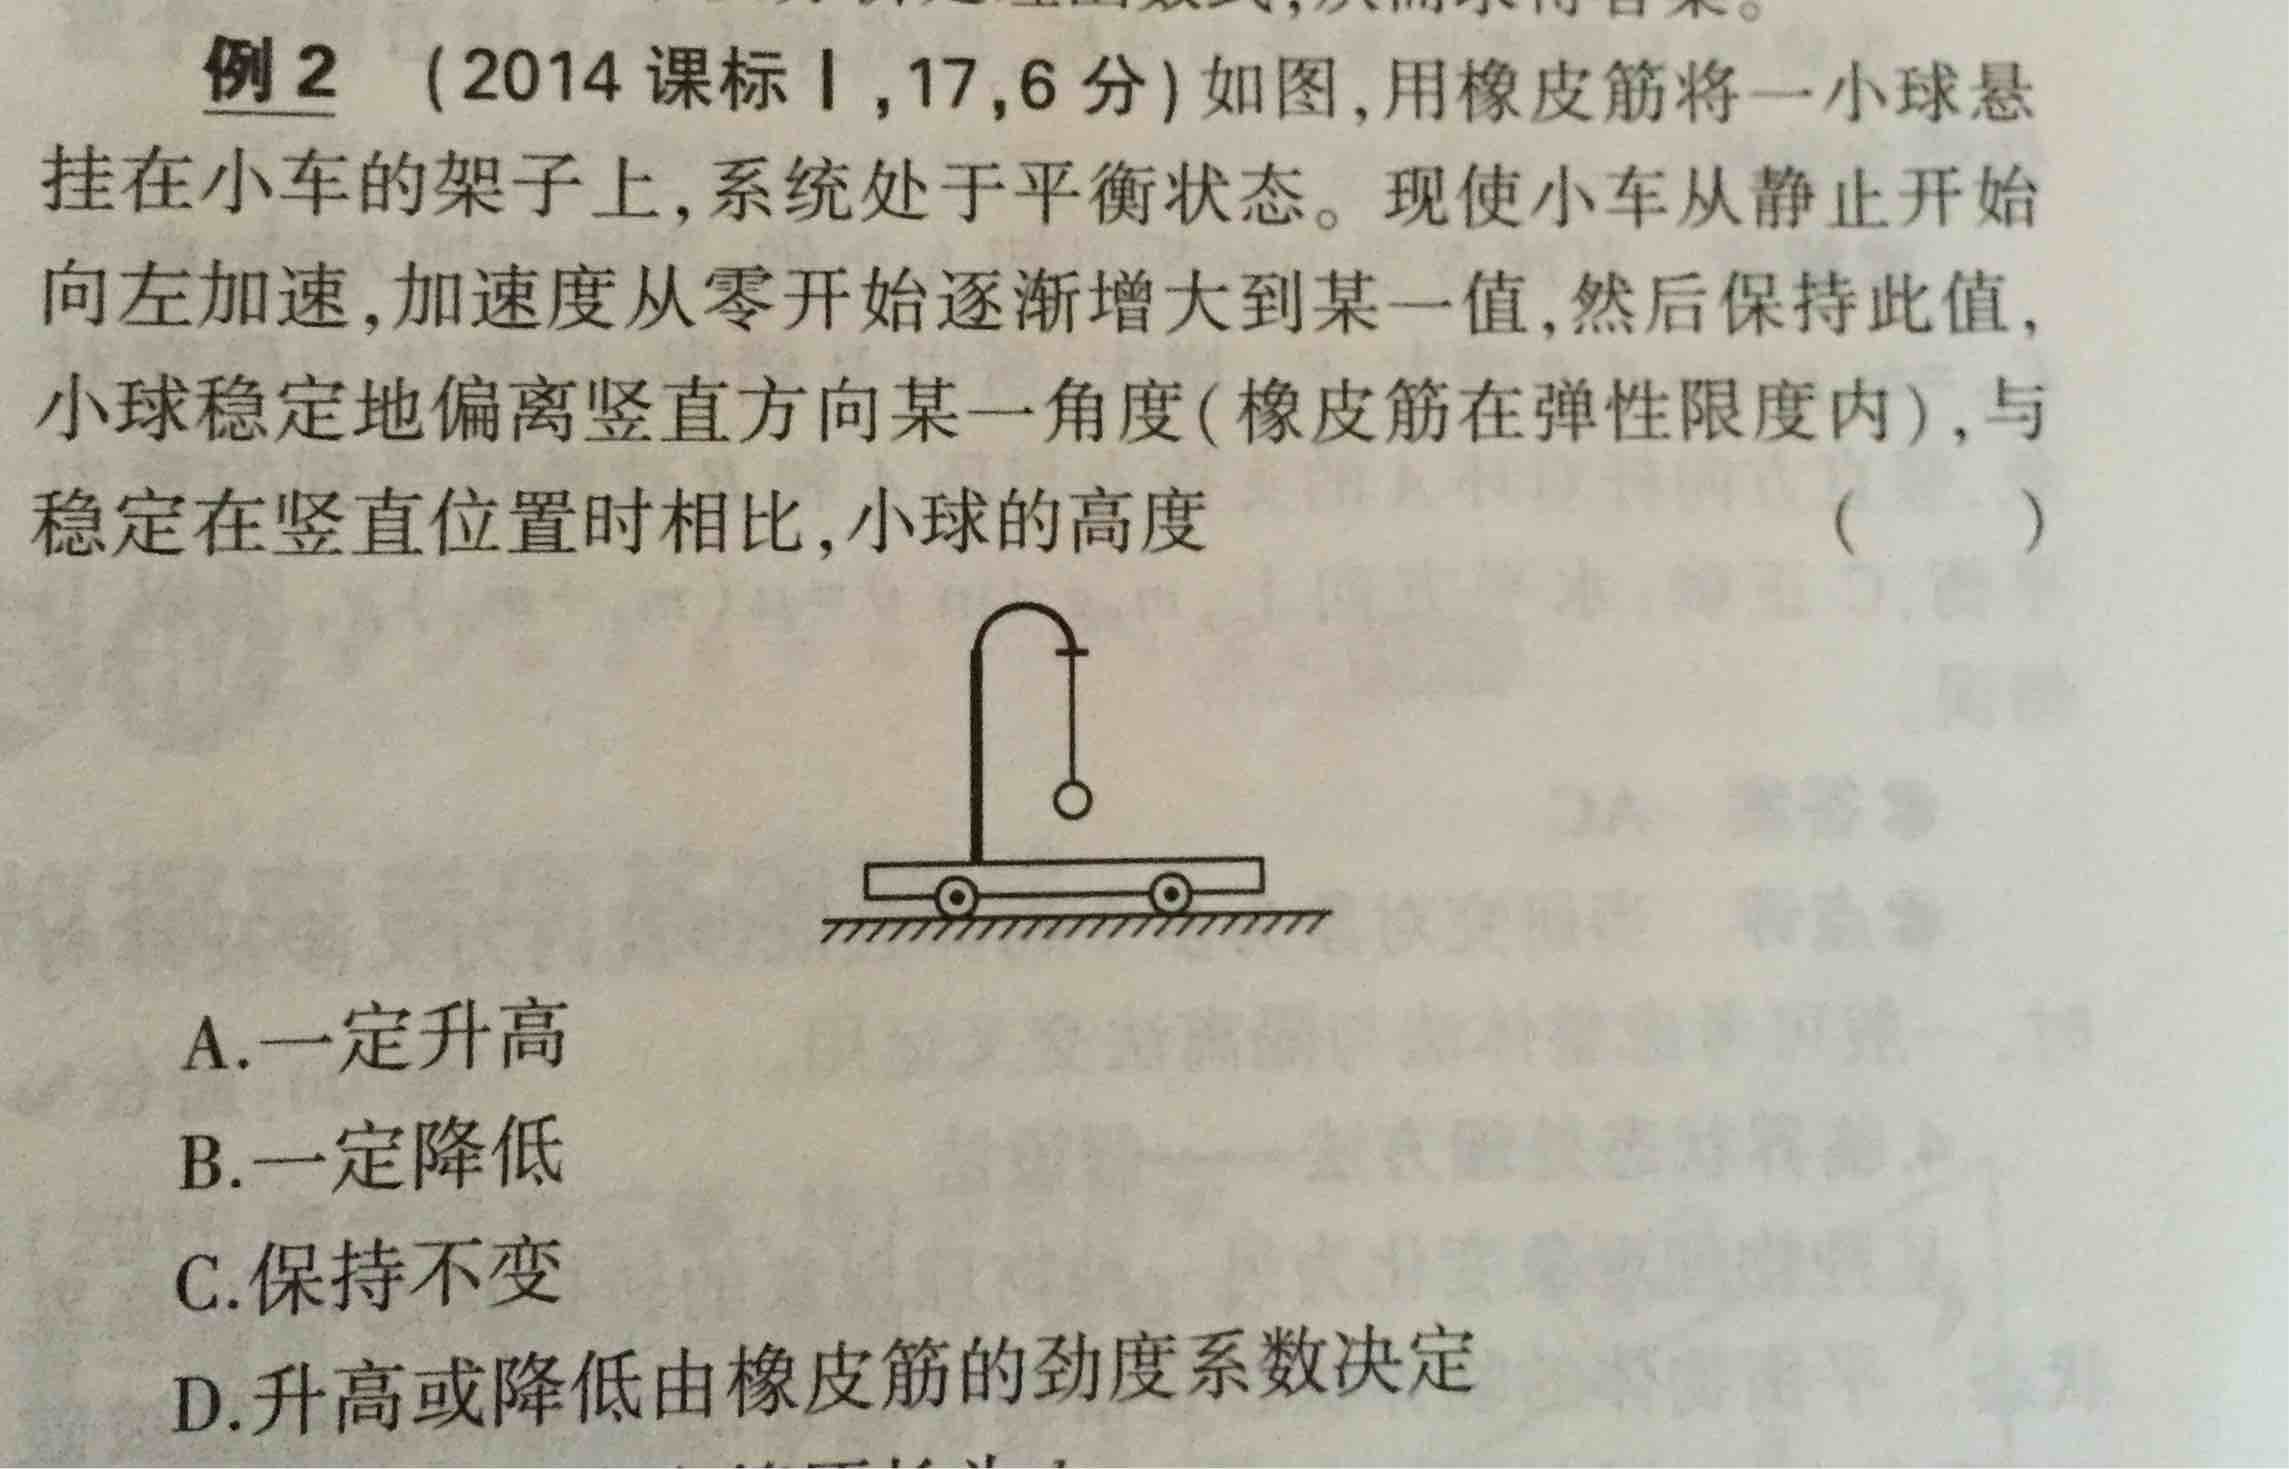 例2 (2014课标Ⅰ,17,6分)如图,用橡皮筋将一小球悬
挂在小车的架子上,系统处于平衡状态。现使小车从静止开始
向左加速,加速度从零开始逐渐增大到某一值,然后保持此值,
小球稳定地偏离竖直方向某一角度(橡皮筋在弹性限度内),与
稳定在竖直位置时相比,小球的高度 ( )
A.一定升高
B.一定降低
C.保持不变
D.升高或降低由橡皮筋的劲度系数决定